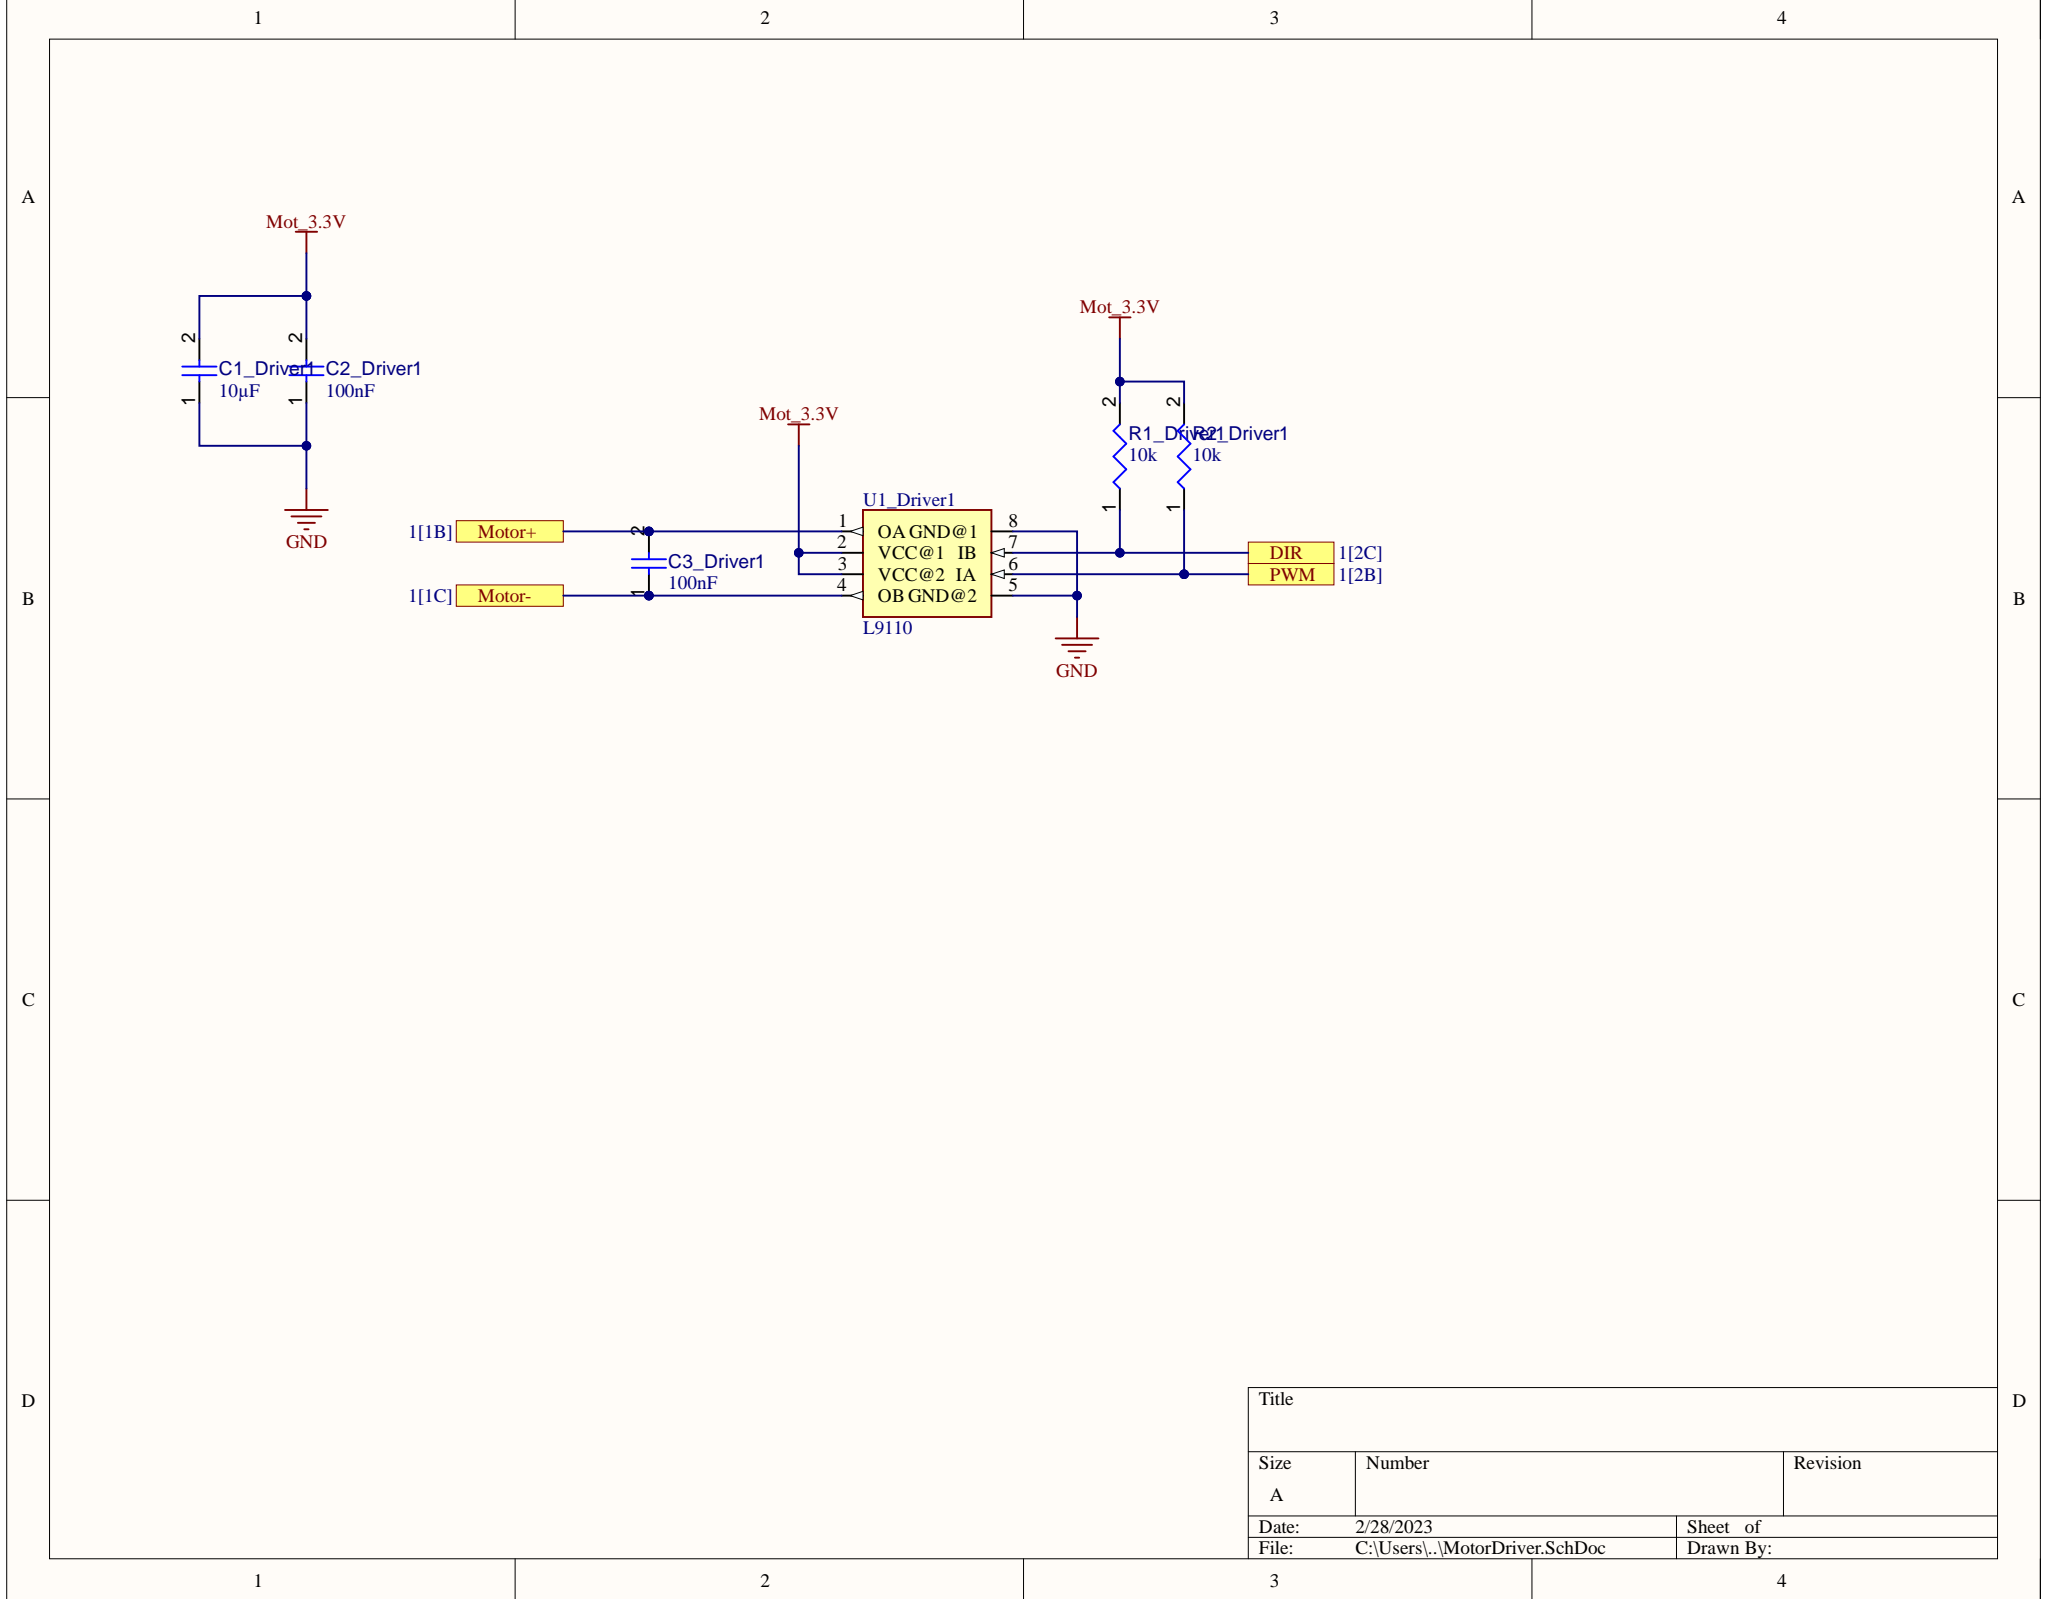 1 2 3 4
A A
Mot_3.3V
2 2
C1_Driver1 C2_Driver1
10µF 100nF
1 1
GND
Mot_3.3V
2 2
R1_Driver1 R2_Driver1
10k 10k
1 1
Mot_3.3V
U1_Driver1
1[1B] Motor+ 2 1 OA GND@1 8
2 VCC@1 IB 7 DIR 1[2C]
C3_Driver1
100nF
3 VCC@2 IA 6 PWM 1[2B]
1[1C] Motor- 1 4 OB GND@2 5
L9110
GND
B B
C C
D D
Title
Size Number Revision
A
Date: 2/28/2023 Sheet of
File: C:\Users\..\MotorDriver.SchDoc Drawn By:
1 2 3 4